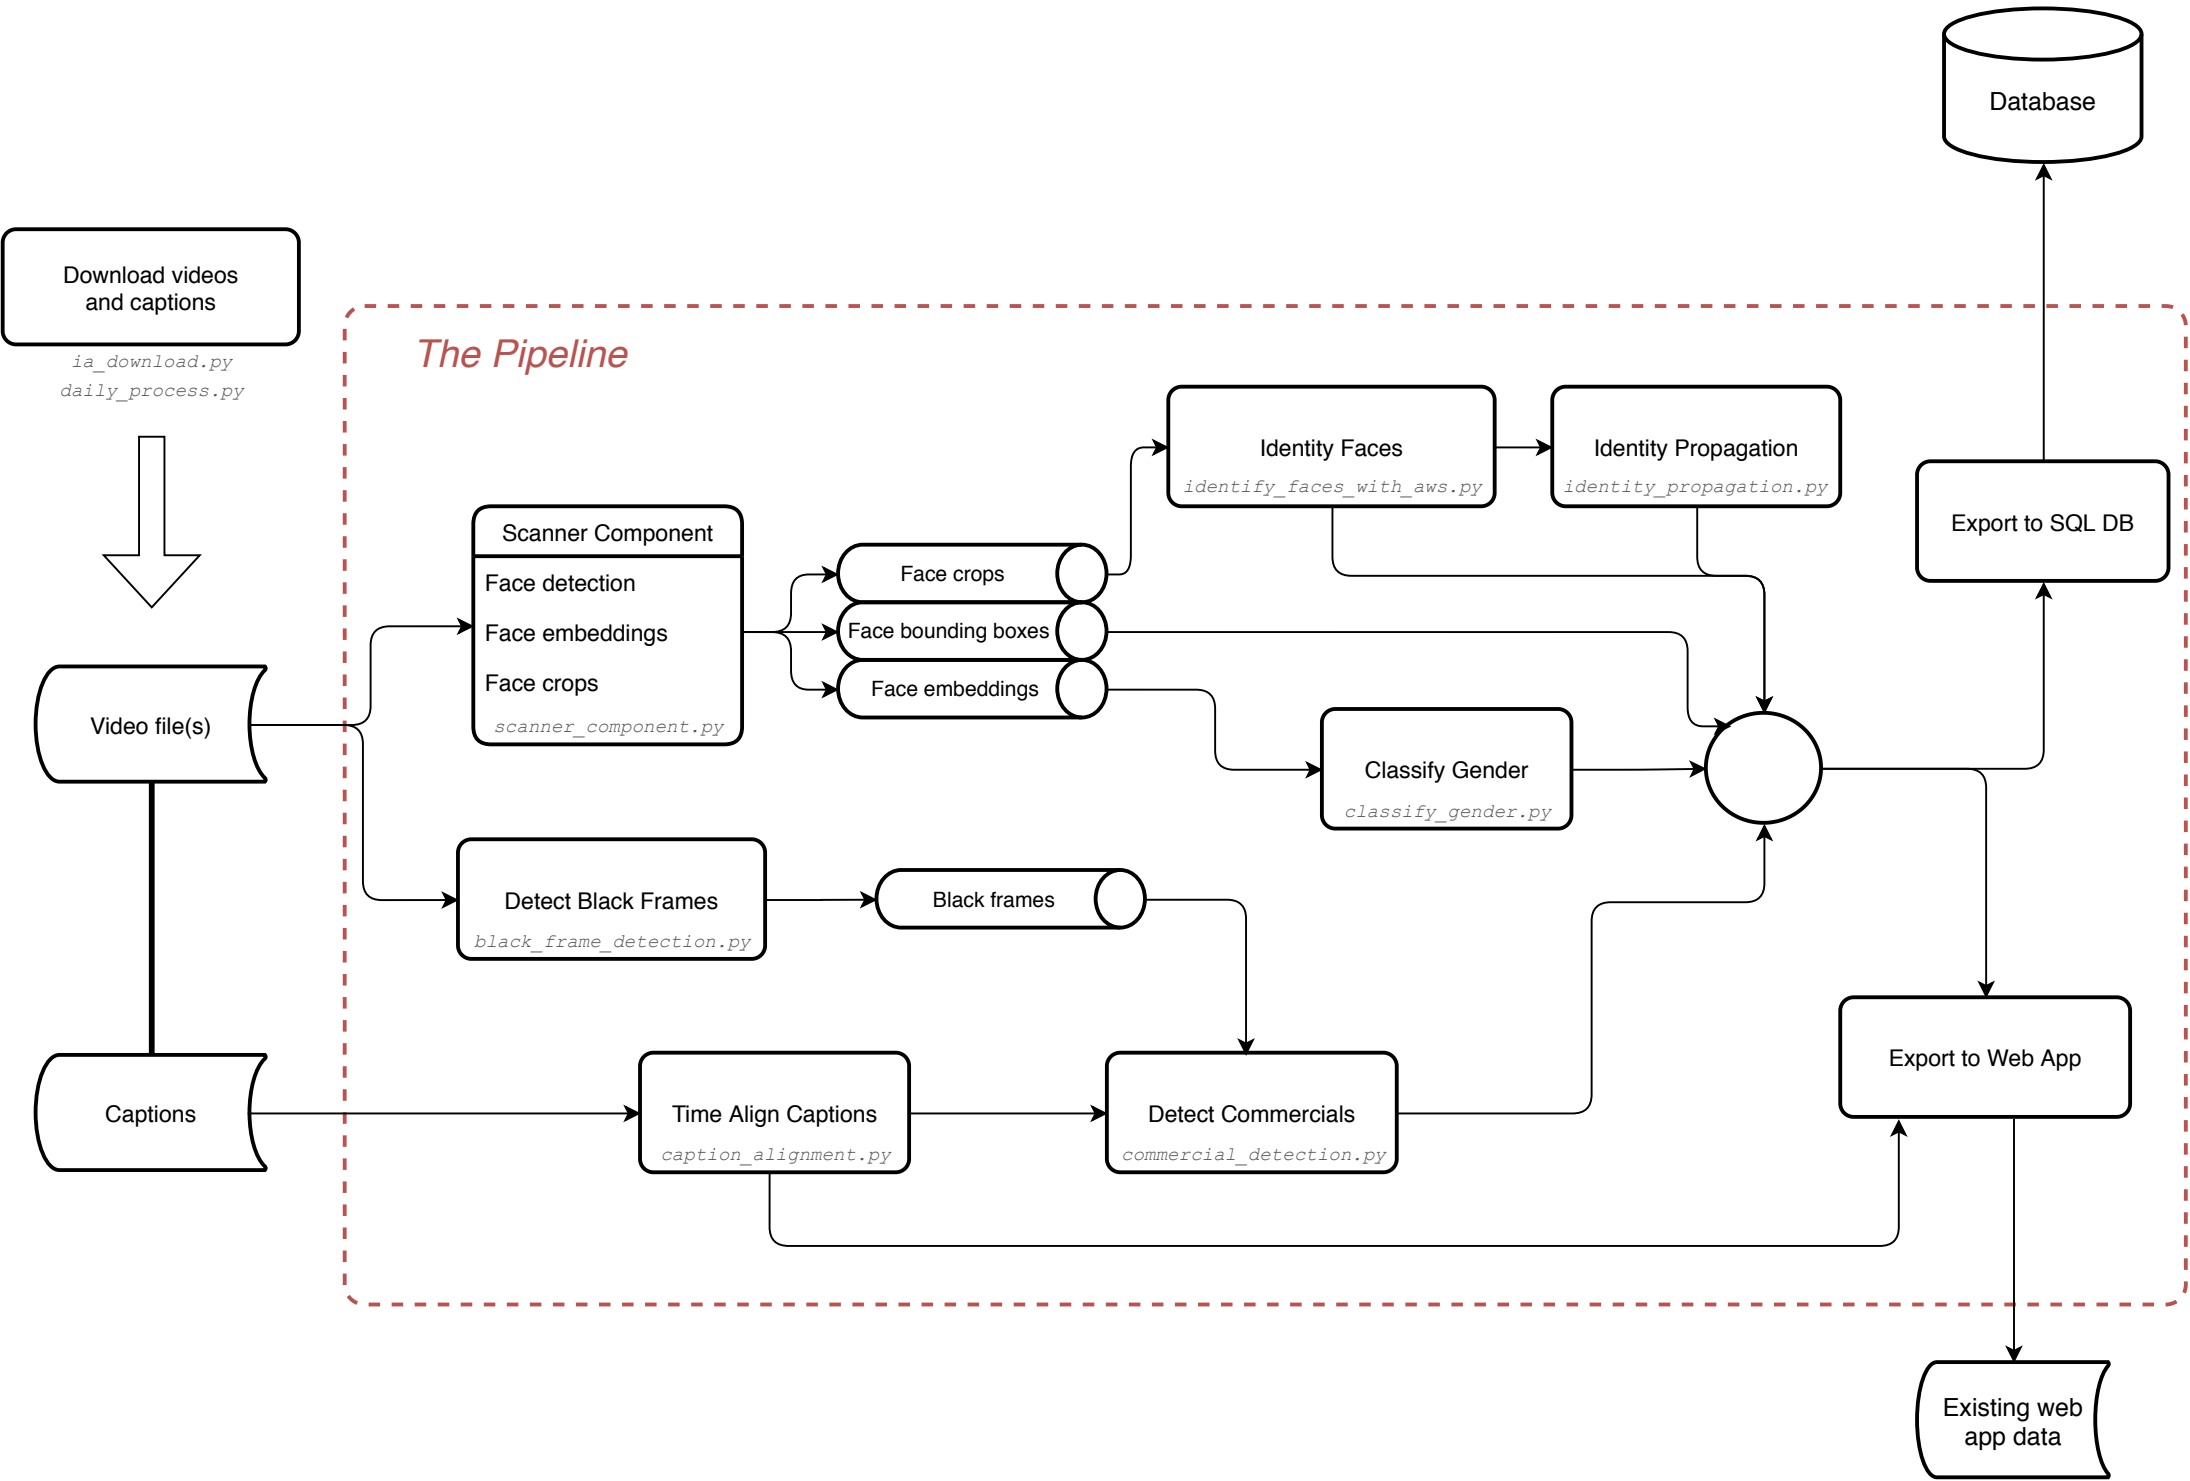 Database
Download videos
and captions
ia_download.py
daily_process.py
The Pipeline
Identity Faces
identify_faces_with_aws.py
Identity Propagation
identity_propagation.py
Export to SQL DB
Scanner Component
Face detection
Face embeddings
Face crops
scanner_component.py
Face crops
Face bounding boxes
Face embeddings
Video file(s)
Classify Gender
classify_gender.py
Detect Black Frames
black_frame_detection.py
Black frames
Captions
Time Align Captions
caption_alignment.py
Detect Commercials
commercial_detection.py
Export to Web App
Existing web
app data